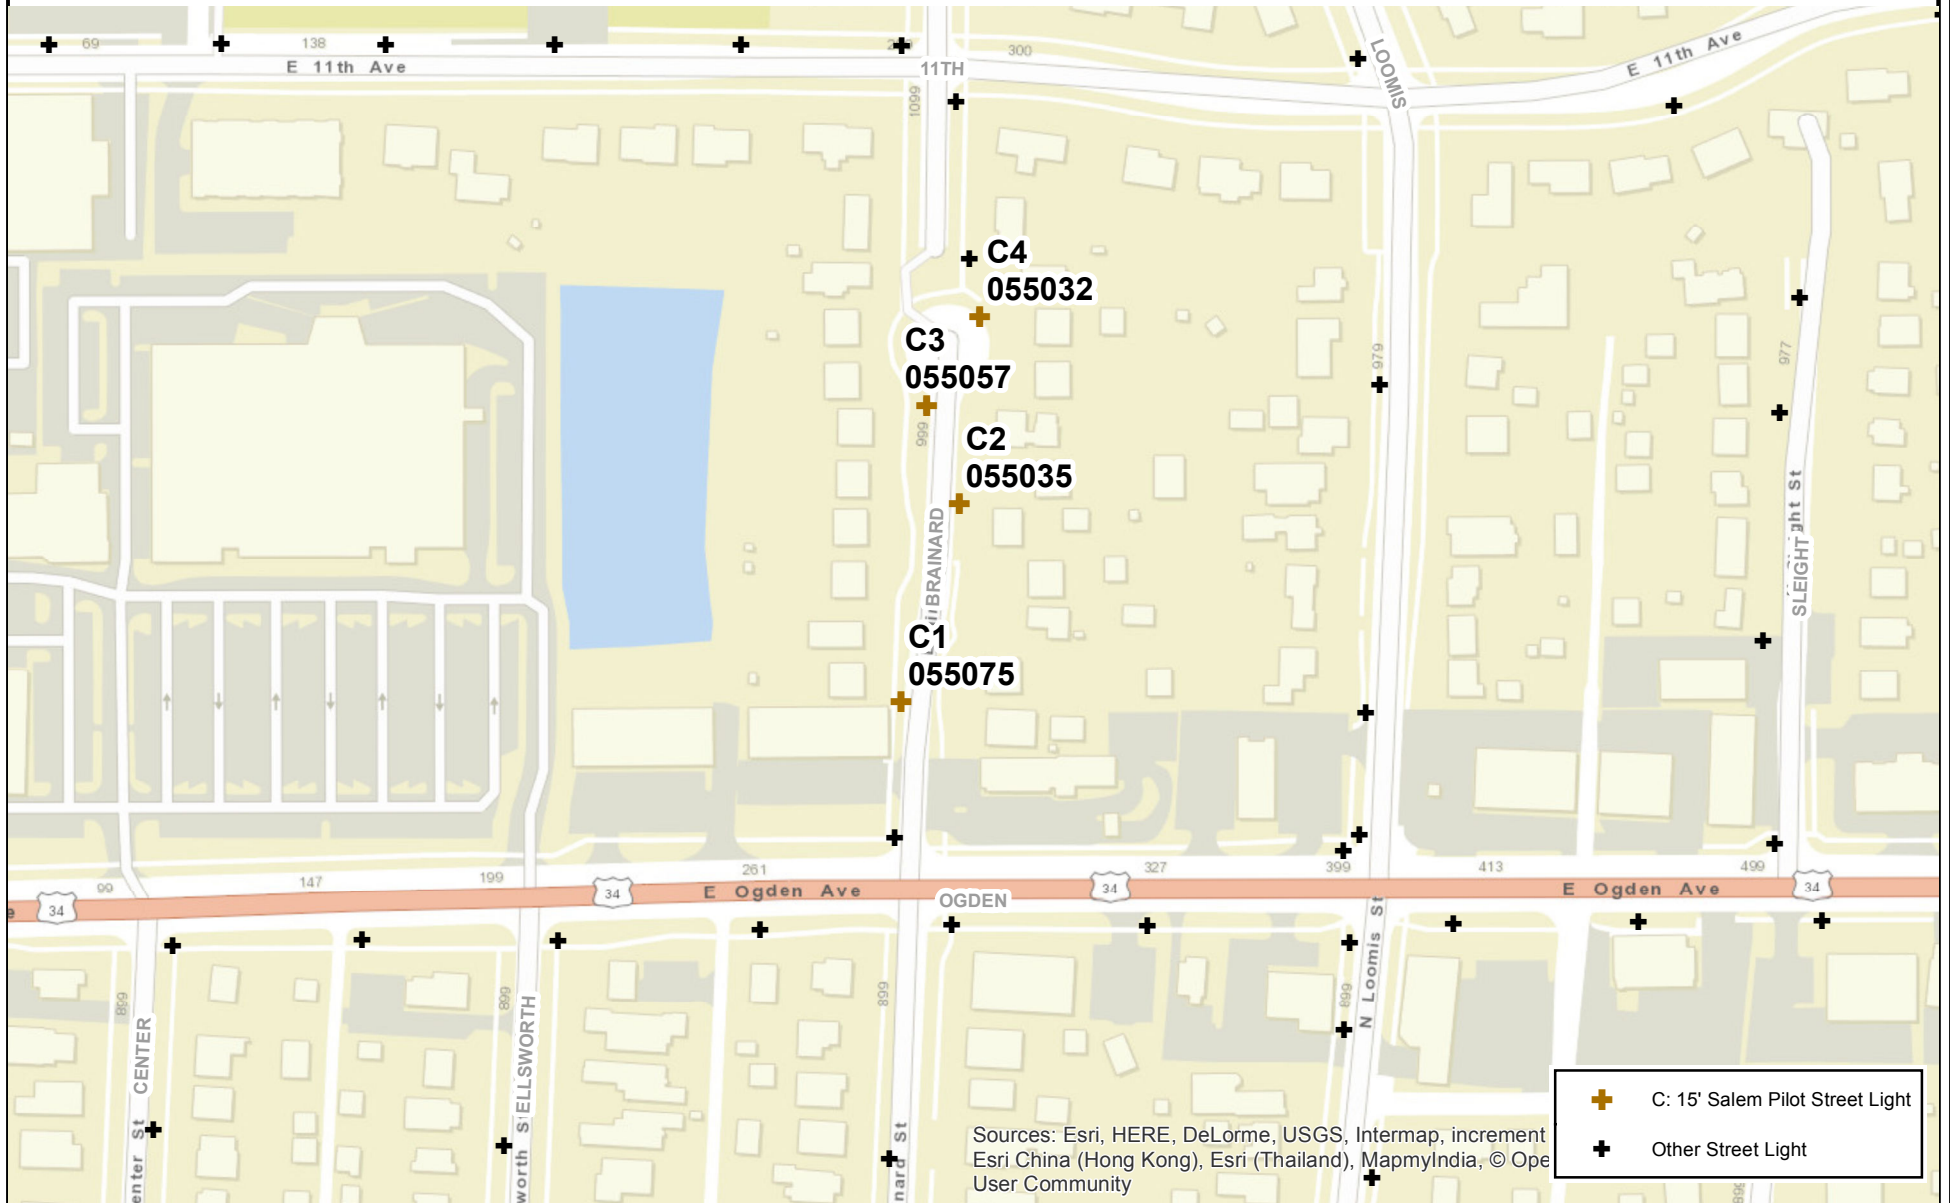 69
138
300
E 11th Ave
11TH
1099
LOOMIS
E 11th Ave
C4
055032
C3
055057
999
C2
055035
BRAINARD
C1
055075
979
977
SLEIGHT
261
327
399
413
499
99
147
199
34
34
34
34
E Ogden Ave
E Ogden Ave
OGDEN
899
CENTER
899
ELLSWORTH
899
899
N Loomis St
C: 15' Salem Pilot Street Light
Other Street Light
Sources: Esri, HERE, DeLorme, USGS, Intermap, increment
Esri China (Hong Kong), Esri (Thailand), MapmyIndia, © Ope
User Community